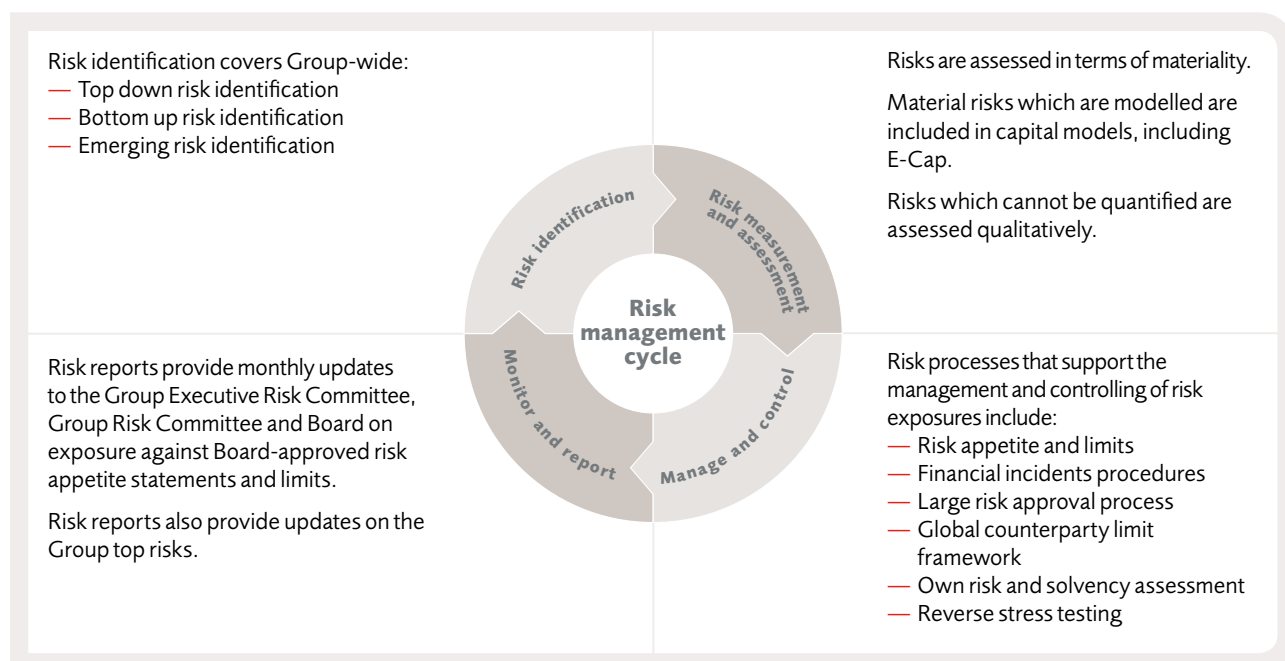 Risk identification covers Group-wide:
— Top down risk identification
— Bottom up risk identification
— Emerging risk identification
Risks are assessed in terms of materiality.
Material risks which are modelled are
included in capital models, including
E-Cap.
Risks which cannot be quantified are
assessed qualitatively.
Risk identification
Risk measurement
and assessment
Risk
management
cycle
Monitor and report
Manage and control
Risk reports provide monthly updates
to the Group Executive Risk Committee,
Group Risk Committee and Board on
exposure against Board-approved risk
appetite statements and limits.
Risk reports also provide updates on the
Group top risks.
Risk processes that support the
management and controlling of risk
exposures include:
— Risk appetite and limits
— Financial incidents procedures
— Large risk approval process
— Global counterparty limit
framework
— Own risk and solvency assessment
— Reverse stress testing